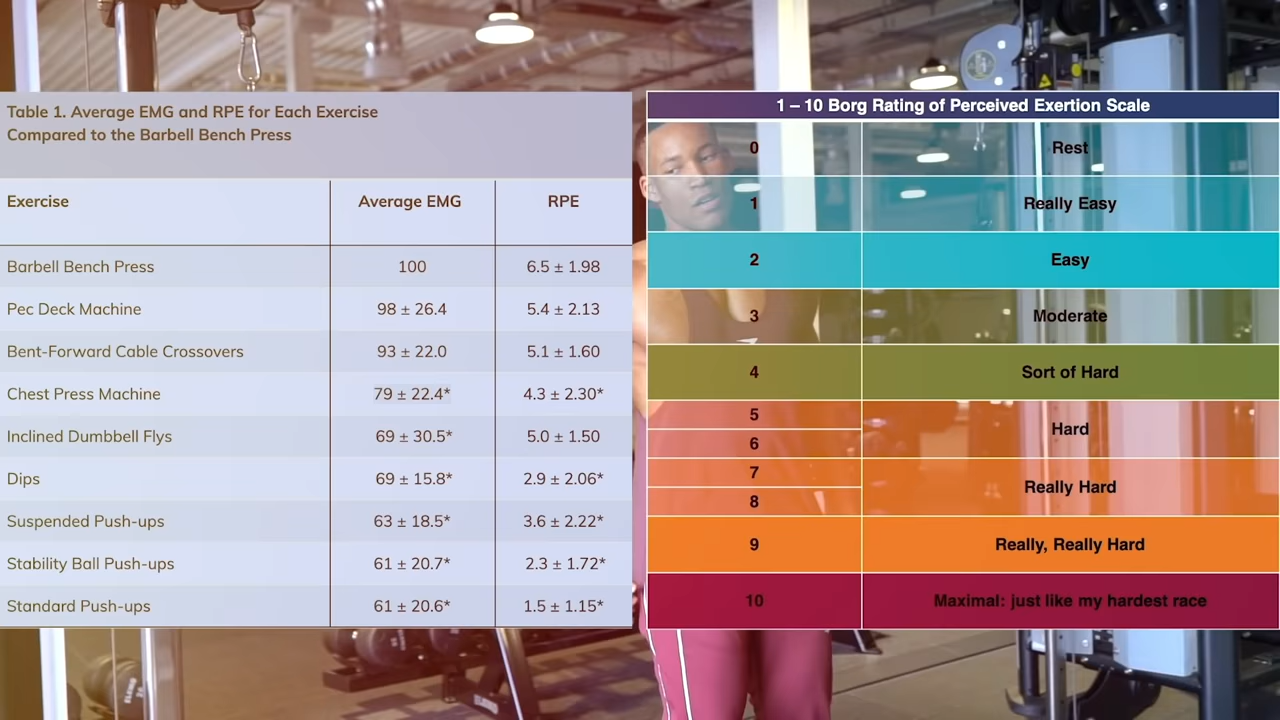 Table 1. Average EMG and RPE for Each Exercise
Compared to the Barbell Bench Press
Exercise Average EMG RPE
Barbell Bench Press 100 6.5 ± 1.98
Pec Deck Machine 98 ± 26.4 5.4 ± 2.13
Bent-Forward Cable Crossovers 93 ± 22.0 5.1 ± 1.60
Chest Press Machine 79 ± 22.4* 4.3 ± 2.30*
Inclined Dumbbell Flys 69 ± 30.5* 5.0 ± 1.50
Dips 69 ± 15.8* 2.9 ± 2.06*
Suspended Push-ups 63 ± 18.5* 3.6 ± 2.22*
Stability Ball Push-ups 61 ± 20.7* 2.3 ± 1.72*
Standard Push-ups 61 ± 20.6* 1.5 ± 1.15*
1 – 10 Borg Rating of Perceived Exertion Scale
0 Rest
1 Really Easy
2 Easy
3 Moderate
4 Sort of Hard
5
Hard
6
7
Really Hard
8
9 Really, Really Hard
10 Maximal: just like my hardest race